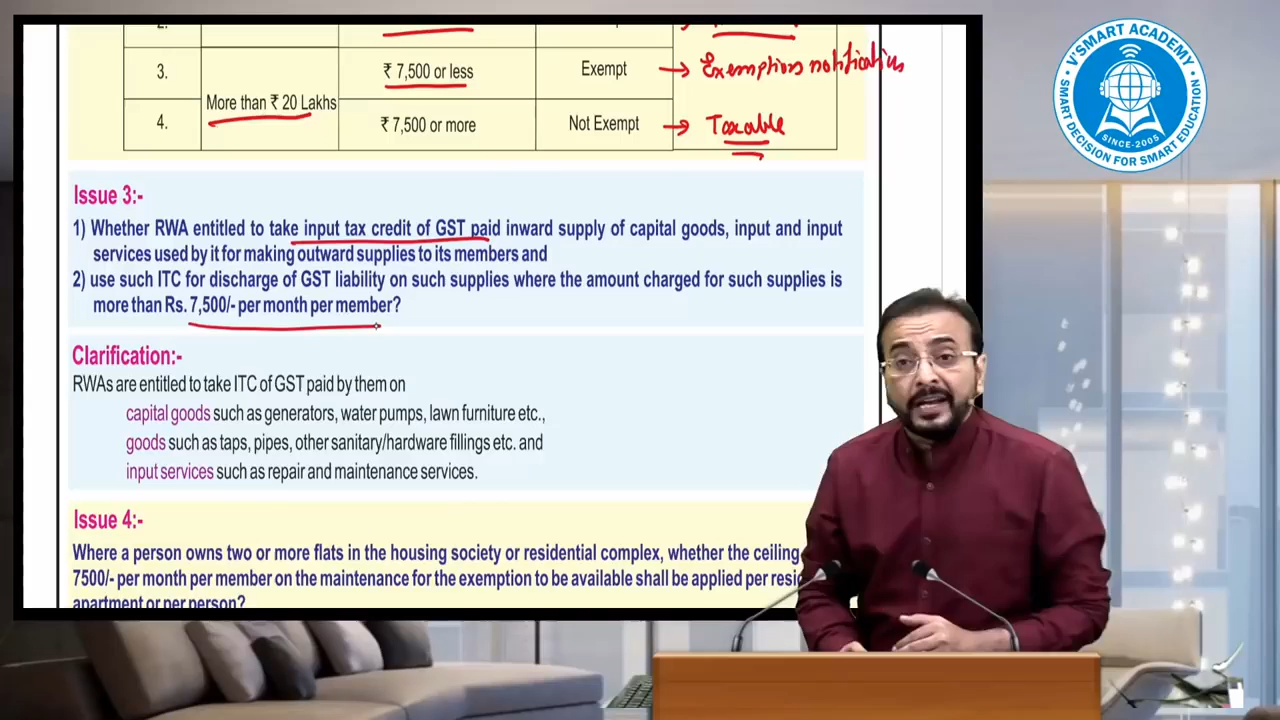 3.
₹ 7,500 or less
Exempt
→ Exemptions notification
More than ₹ 20 Lakhs
4.
₹ 7,500 or more
Not Exempt
→ Taxable
Issue 3:-
1) Whether RWA entitled to take input tax credit of GST paid inward supply of capital goods, input and input
services used by it for making outward supplies to its members and
2) use such ITC for discharge of GST liability on such supplies where the amount charged for such supplies is
more than Rs. 7,500/- per month per member?
Clarification:-
RWAs are entitled to take ITC of GST paid by them on
capital goods such as generators, water pumps, lawn furniture etc.,
goods such as taps, pipes, other sanitary/hardware fillings etc. and
input services such as repair and maintenance services.
Issue 4:-
Where a person owns two or more flats in the housing society or residential complex, whether the ceiling
7500/- per month per member on the maintenance for the exemption to be available shall be applied per
apartment or per person?
V'SMART ACADEMY
SINCE-2005
SMART DECISION FOR SMART EDUCATION